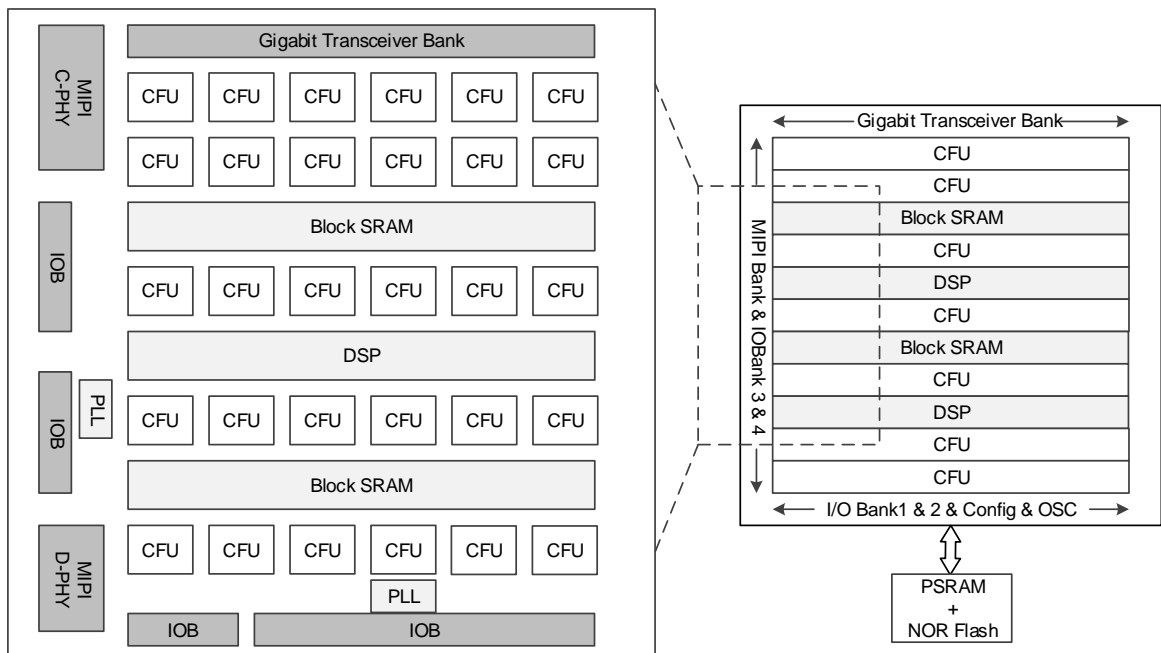 Gigabit Transceiver Bank
MIPI
C-PHY
CFU CFU CFU CFU CFU CFU
CFU CFU CFU CFU CFU CFU
Block SRAM
IOB
CFU CFU CFU CFU CFU CFU
DSP
IOB
PLL
CFU CFU CFU CFU CFU CFU
Block SRAM
MIPI
D-PHY
CFU CFU CFU CFU CFU CFU
PLL
IOB
IOB
Gigabit Transceiver Bank
MIPI Bank & IOBank 3 & 4
CFU
CFU
Block SRAM
CFU
DSP
CFU
Block SRAM
CFU
DSP
CFU
CFU
I/O Bank1 & 2 & Config & OSC
PSRAM
+
NOR Flash